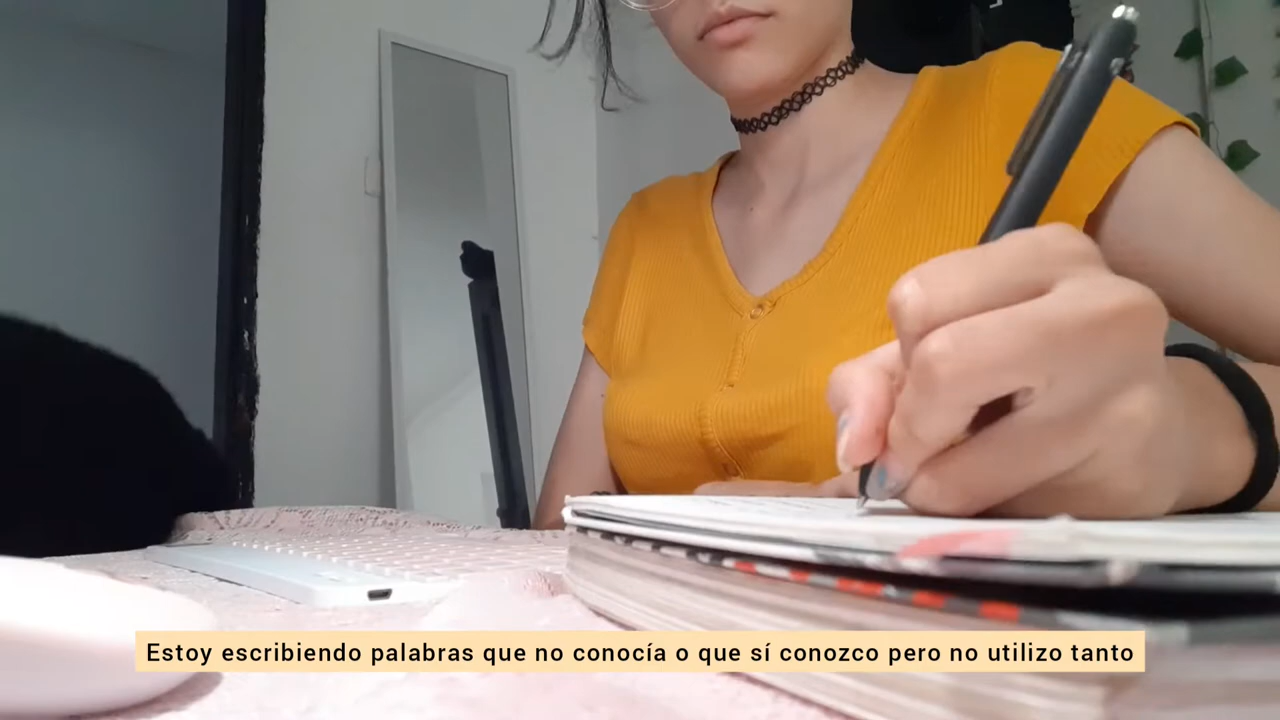 Estoy escribiendo palabras que no conocía o que sí conozco pero no utilizo tanto